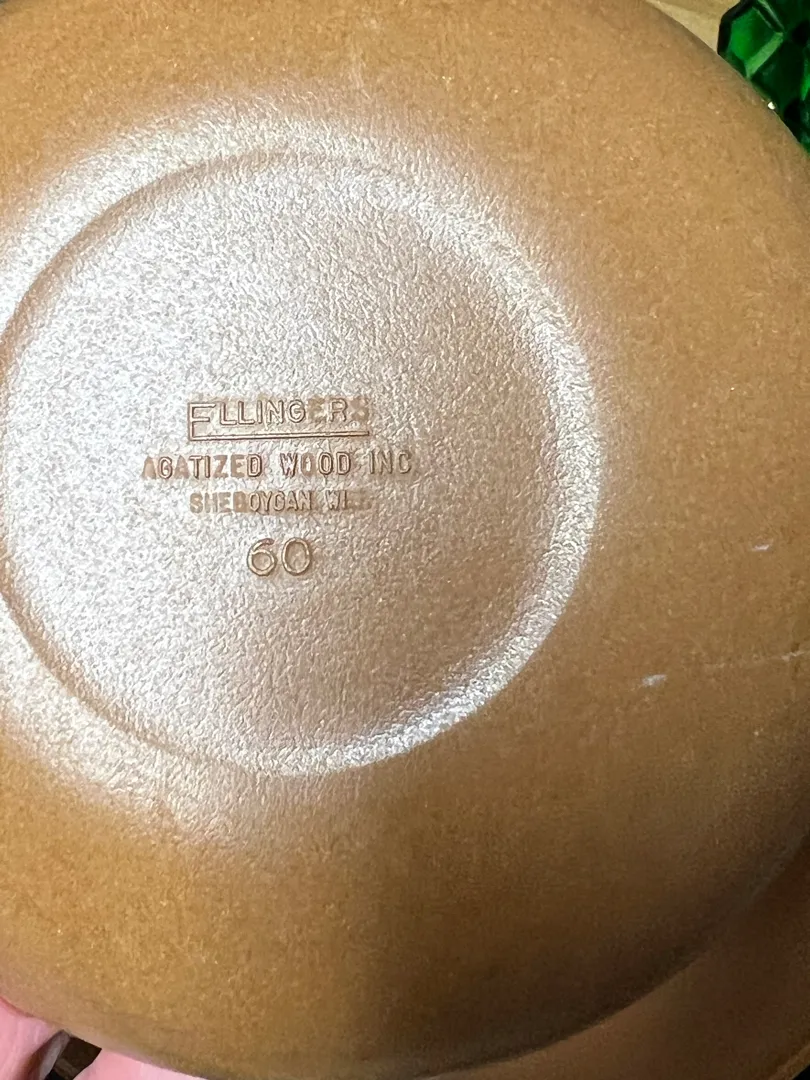 ELLINGERS
AGATIZED WOOD INC
SHEBOYGAN WIS.
60